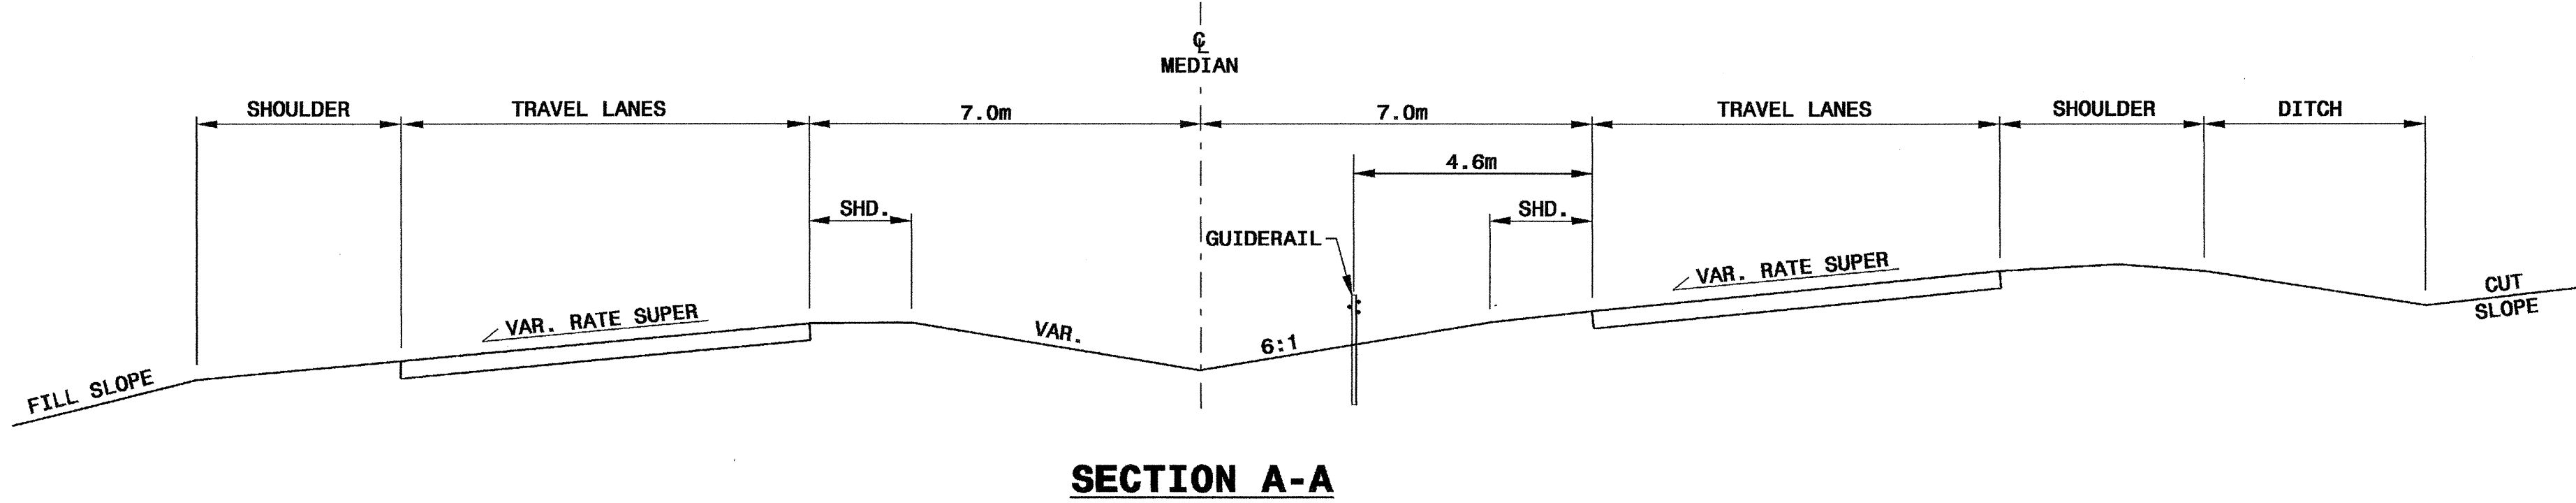 ℄
MEDIAN
SHOULDER
TRAVEL LANES
7.0m
7.0m
TRAVEL LANES
SHOULDER
DITCH
4.6m
SHD.
SHD.
GUIDERAIL
VAR. RATE SUPER
VAR. RATE SUPER
VAR.
6:1
CUT
SLOPE
FILL SLOPE
SECTION A-A